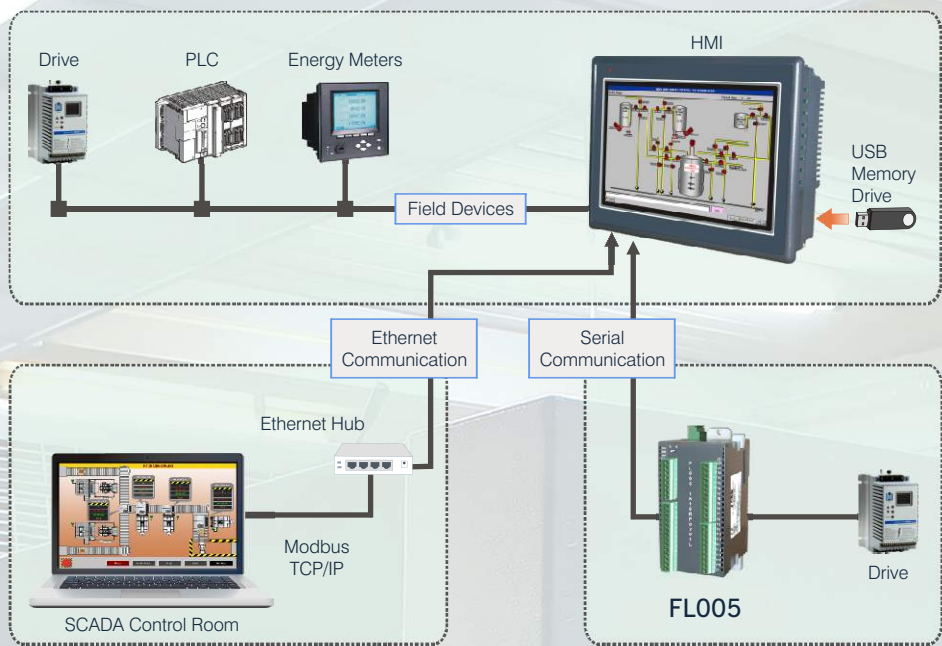 Drive
PLC
Energy Meters
HMI
USB
Memory
Drive
Field Devices
Ethernet
Communication
Serial
Communication
Ethernet Hub
Modbus
TCP/IP
SCADA Control Room
FL005
Drive